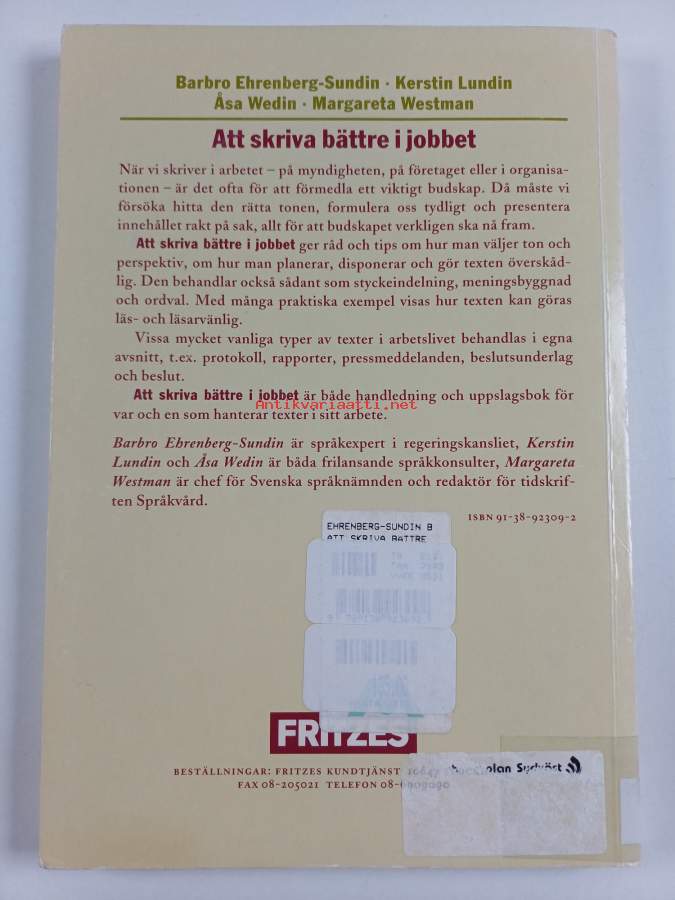 Barbro Ehrenberg-Sundin · Kerstin Lundin
Åsa Wedin · Margareta Westman
Att skriva bättre i jobbet
När vi skriver i arbetet – på myndigheten, på företaget eller i organisa-
tionen – är det ofta för att förmedla ett viktigt budskap. Då måste vi
försöka hitta den rätta tonen, formulera oss tydligt och presentera
innehållet rakt på sak, allt för att budskapet verkligen ska nå fram.
Att skriva bättre i jobbet ger råd och tips om hur man väljer ton och
perspektiv, om hur man planerar, disponerar och gör texten överskåd-
lig. Den behandlar också sådant som styckeindelning, meningsbyggnad
och ordval. Med många praktiska exempel visas hur texten kan göras
läs- och läsarvänlig.
Vissa mycket vanliga typer av texter i arbetslivet behandlas i egna
avsnitt, t.ex. protokoll, rapporter, pressmeddelanden, beslutsunderlag
och beslut.
Att skriva bättre i jobbet är både handledning och uppslagsbok för
var och en som hanterar texter i sitt arbete.
Antikvariaatti.net
Barbro Ehrenberg-Sundin är språkexpert i regeringskansliet, Kerstin
Lundin och Åsa Wedin är båda frilansande språkkonsulter, Margareta
Westman är chef för Svenska språknämnden och redaktör för tidskrif-
ten Språkvård.
ISBN 91-38-92309-2
EHRENBERG-SUNDIN B
ATT SKRIVA BÄTTRE
FRITZES
BESTÄLLNINGAR: FRITZES KUNDTJÄNST
FAX 08-205021 TELEFON 08-6909090